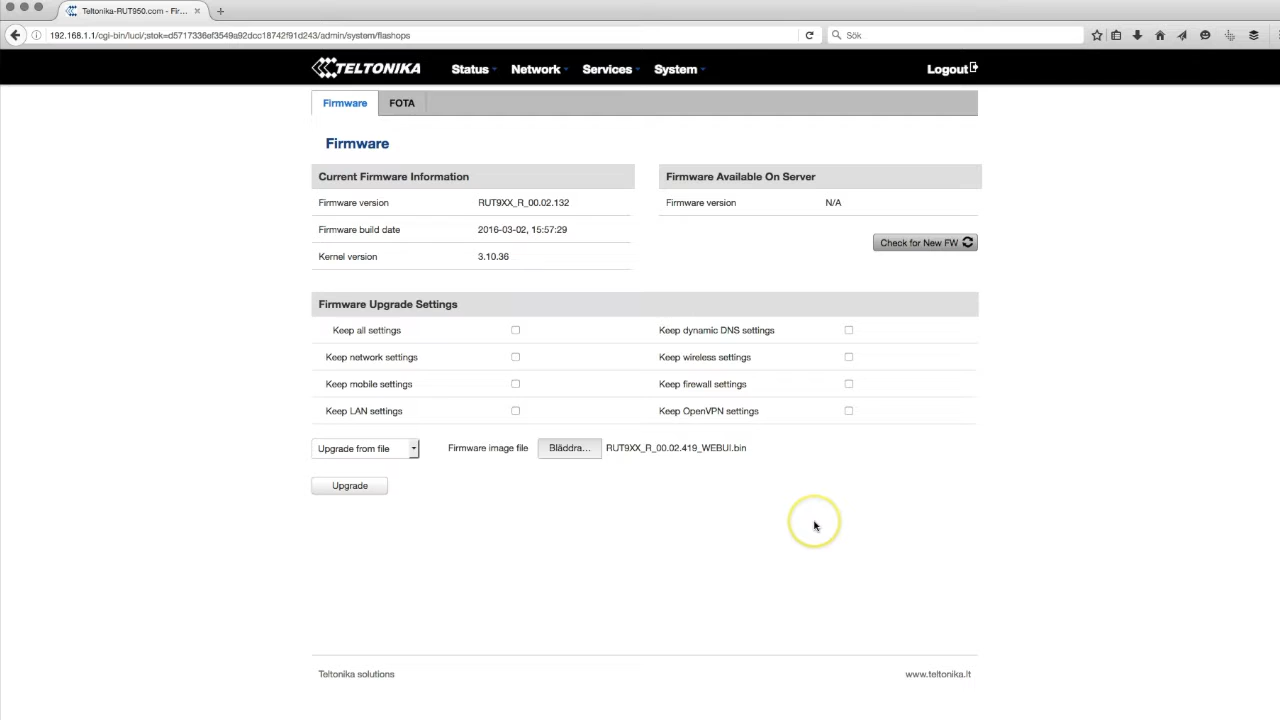 Teltonika-RUT950.com - Fir...
192.168.1.1/cgi-bin/luci/;stok=d5717336ef3549a92dcc18742f91d243/admin/system/flashops
Sök
TELTONIKA Status Network Services System Logout
Firmware FOTA
Firmware
Current Firmware Information Firmware Available On Server
Firmware version RUT9XX_R_00.02.132 Firmware version N/A
Firmware build date 2016-03-02, 15:57:29
Check for New FW
Kernel version 3.10.36
Firmware Upgrade Settings
Keep all settings Keep dynamic DNS settings
Keep network settings Keep wireless settings
Keep mobile settings Keep firewall settings
Keep LAN settings Keep OpenVPN settings
Upgrade from file Firmware image file Bläddra... RUT9XX_R_00.02.419_WEBUI.bin
Upgrade
Teltonika solutions www.teltonika.lt